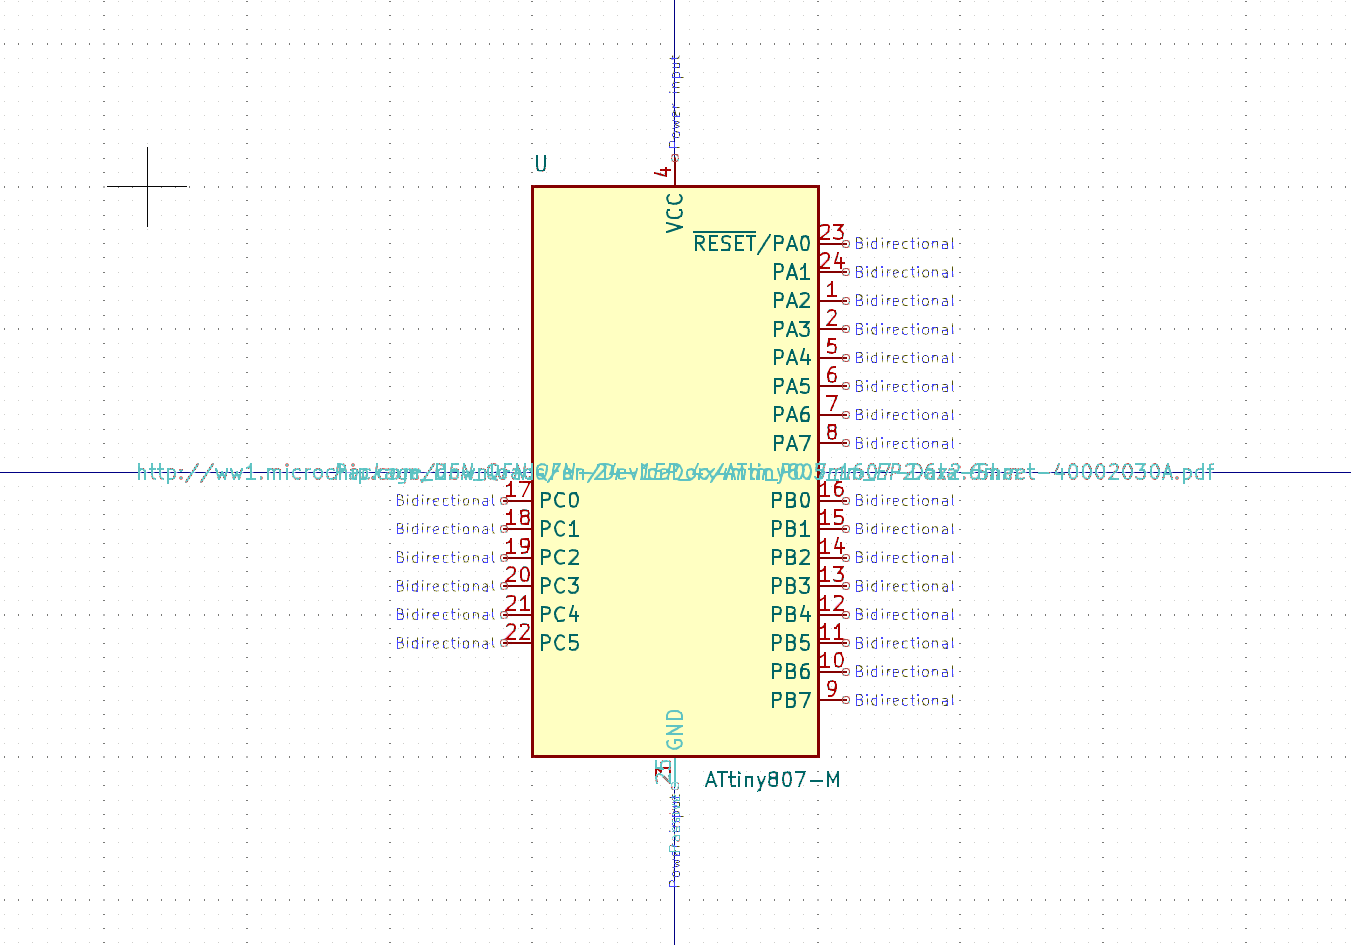 Power input
U
4
VCC
RESET/PA0 23 Bidirectional
PA1 24 Bidirectional
PA2 1 Bidirectional
PA3 2 Bidirectional
PA4 5 Bidirectional
PA5 6 Bidirectional
PA6 7 Bidirectional
PA7 8 Bidirectional
Bidirectional 17 PC0 PB0 16 Bidirectional
Bidirectional 18 PC1 PB1 15 Bidirectional
Bidirectional 19 PC2 PB2 14 Bidirectional
Bidirectional 20 PC3 PB3 13 Bidirectional
Bidirectional 21 PC4 PB4 12 Bidirectional
Bidirectional 22 PC5 PB5 11 Bidirectional
PB6 10 Bidirectional
PB7 9 Bidirectional
GND
ATtiny807-M